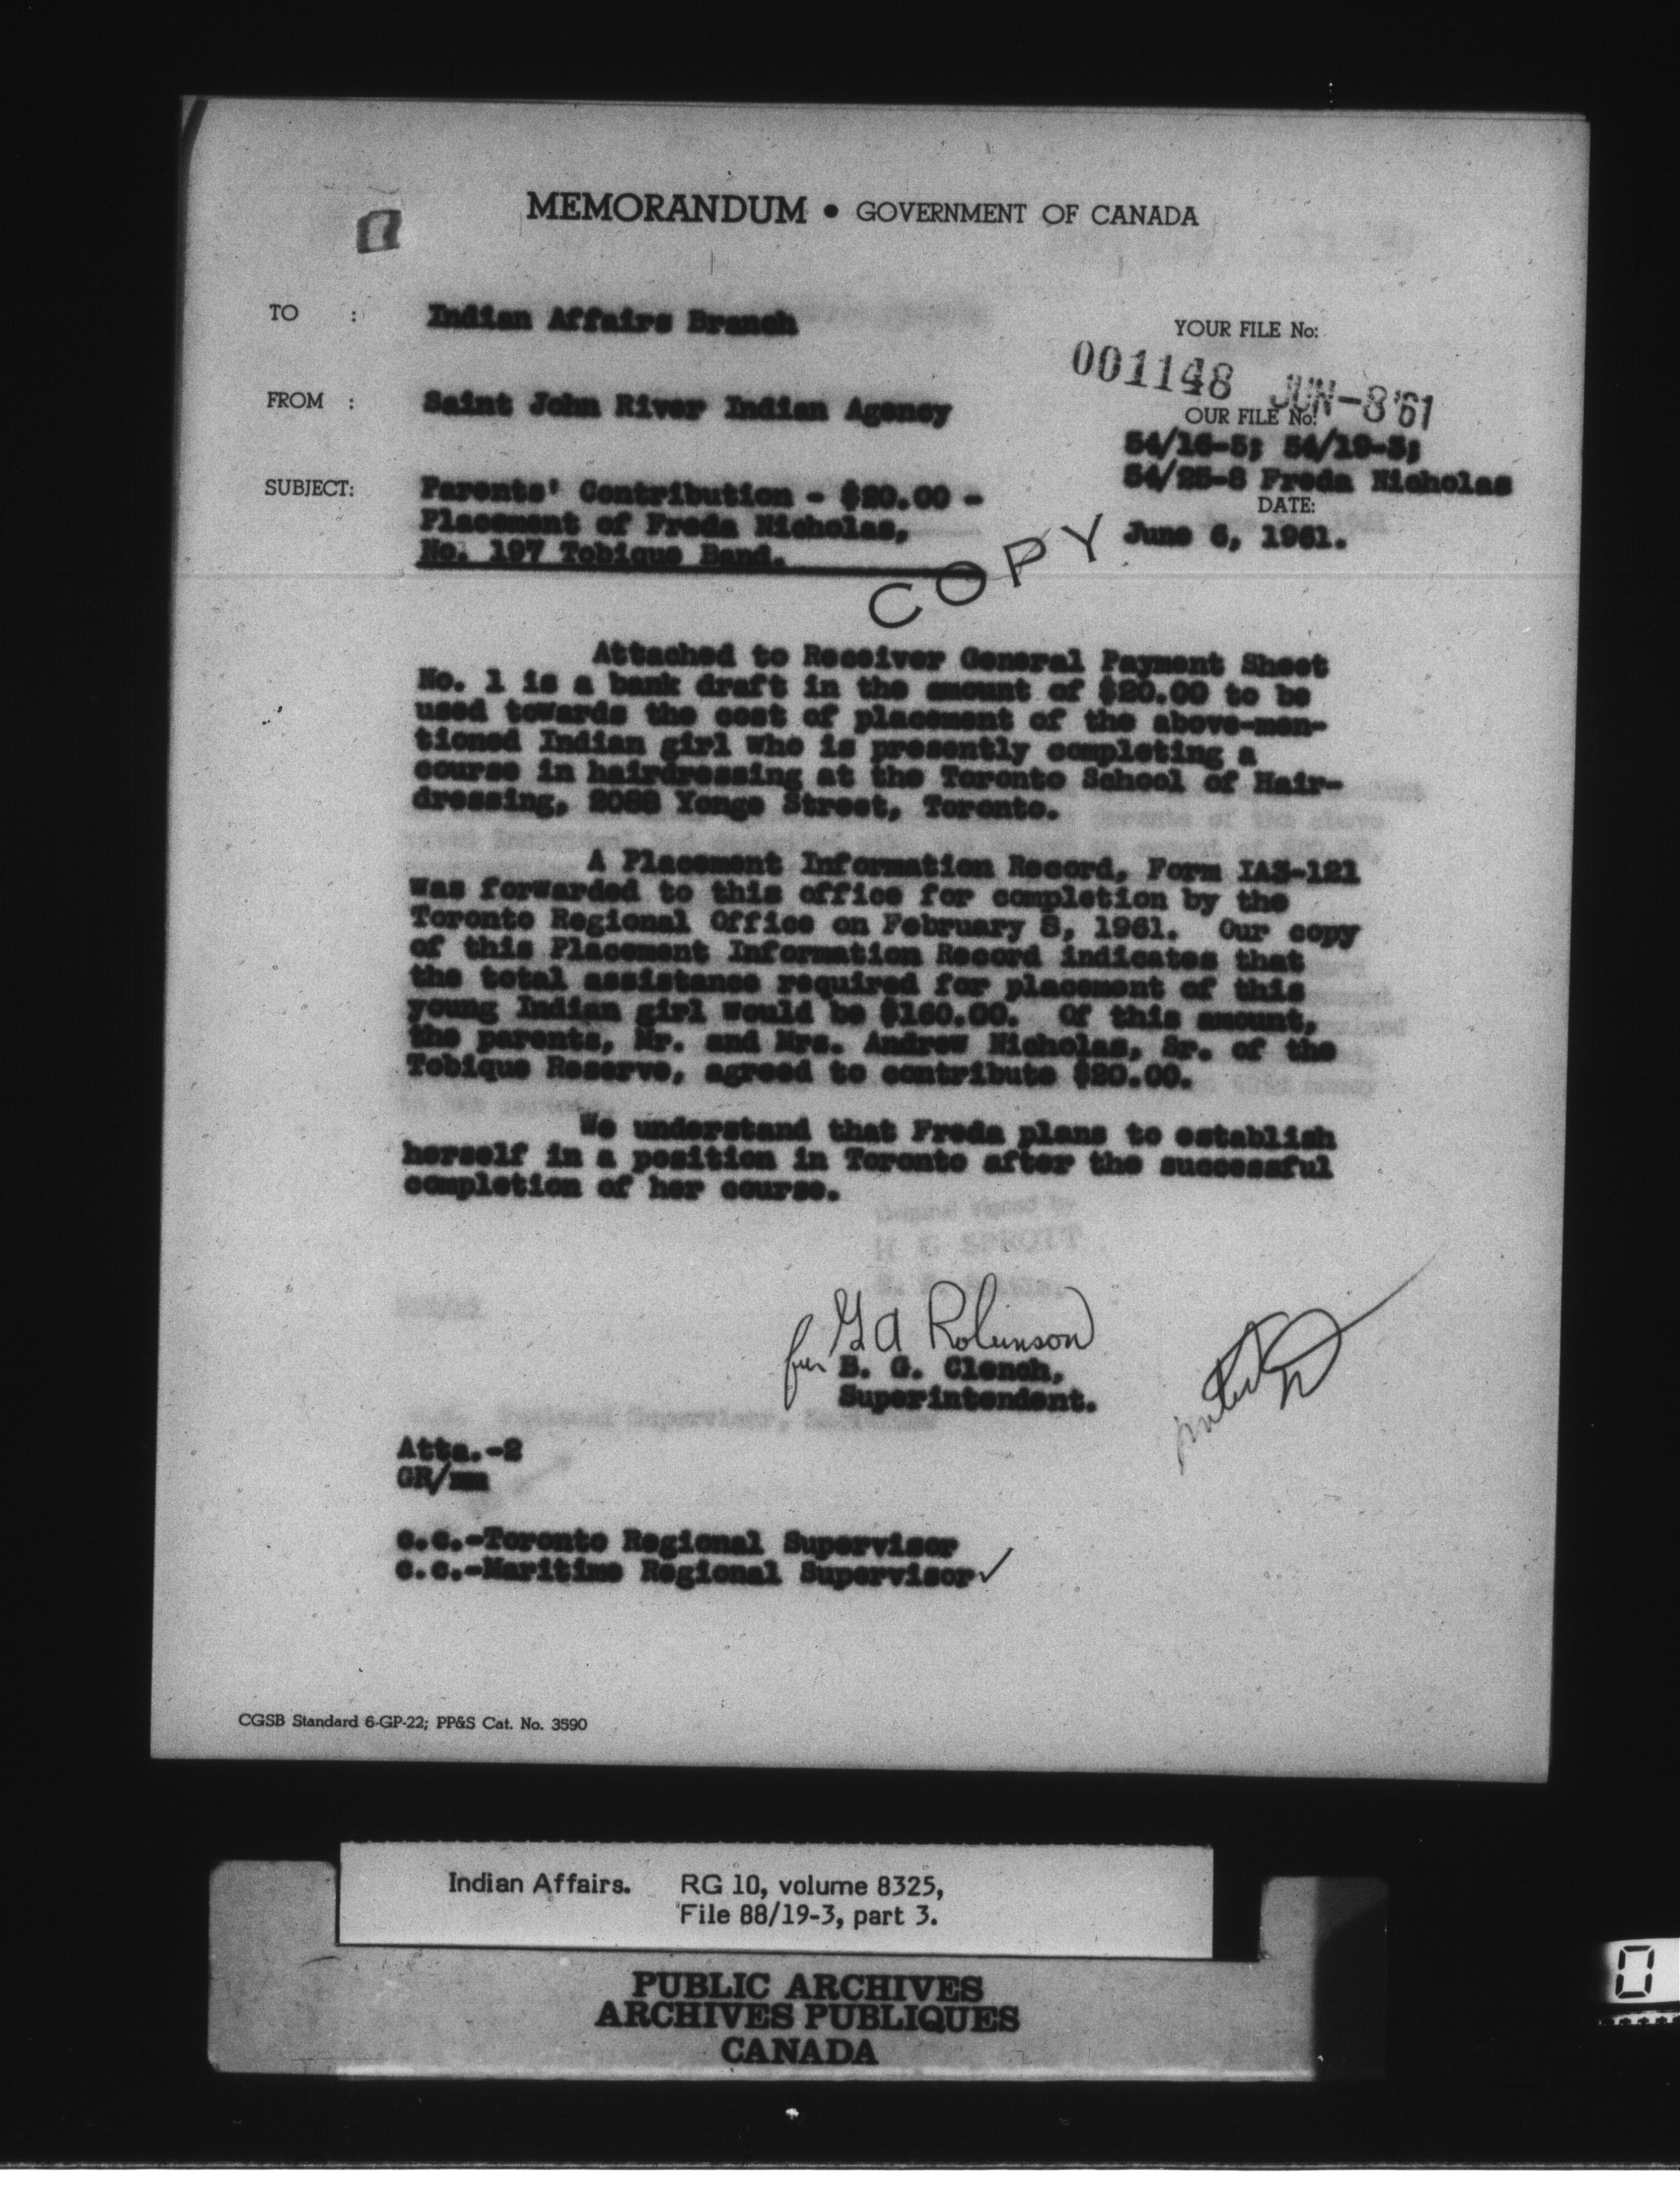 MEMORANDUM • GOVERNMENT OF CANADA
TO : Indian Affairs Branch
YOUR FILE No:
001148 JUN-8'61
FROM : Saint John River Indian Agency
OUR FILE No:
54/16-5; 54/19-3;
54/25-8 Freda Nicholas
SUBJECT: Parents' Contribution - $20.00 -
Placement of Freda Nicholas,
No. 197 Tobique Band.
DATE:
June 6, 1961.
COPY
Attached to Receiver General Payment Sheet
No. 1 is a bank draft in the amount of $20.00 to be
used towards the cost of placement of the above-men-
tioned Indian girl who is presently completing a
course in hairdressing at the Toronto School of Hair-
dressing, Yonge Street, Toronto.
A Placement Information Record, Form IAS-121
was forwarded to this office for completion by the
Toronto Regional Office on February 8, 1961. Our copy
of this Placement Information Record indicates that
the total assistance required for placement of this
young Indian girl would be $160.00. Of this amount,
the parents, Mr. and Mrs. Andrew Nicholas, Sr. of the
Tobique Reserve, agreed to contribute $20.00.
We understand that Freda plans to establish
herself in a position in Toronto after the successful
completion of her course.
for G A Robinson
B. G. Clench,
Superintendent.
Atts.-2
GR/mm
c.c.-Toronto Regional Supervisor
c.c.-Maritime Regional Supervisor ✓
CGSB Standard 6-GP-22; PP&S Cat. No. 3590
Indian Affairs. RG 10, volume 8325,
File 88/19-3, part 3.
PUBLIC ARCHIVES
ARCHIVES PUBLIQUES
CANADA
0